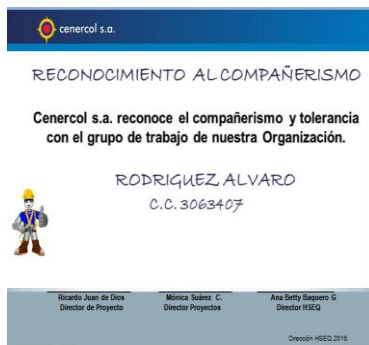 cenercol s.a.
RECONOCIMIENTO AL COMPAÑERISMO
Cenercol s.a. reconoce el compañerismo y tolerancia
con el grupo de trabajo de nuestra Organización.
RODRIGUEZ ALVARO
C.C. 3063407
Ricardo Juan de Dios
Director de Proyecto
Mónica Suárez C.
Director Proyectos
Ana Betty Baquero G
Director HSEQ
Dirección HSEQ.2016